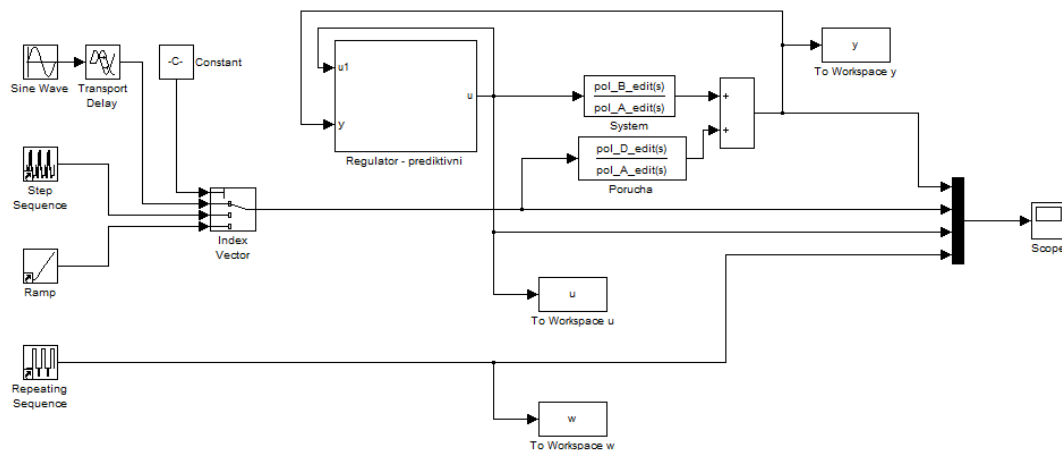 Sine Wave
Transport
Delay
-C-
Constant
u1
y
u
Regulator - prediktivni
pol_B_edit(s)
pol_A_edit(s)
System
pol_D_edit(s)
pol_A_edit(s)
Porucha
+
+
y
To Workspace y
Step
Sequence
Index
Vector
Ramp
Scope
u
To Workspace u
Repeating
Sequence
w
To Workspace w